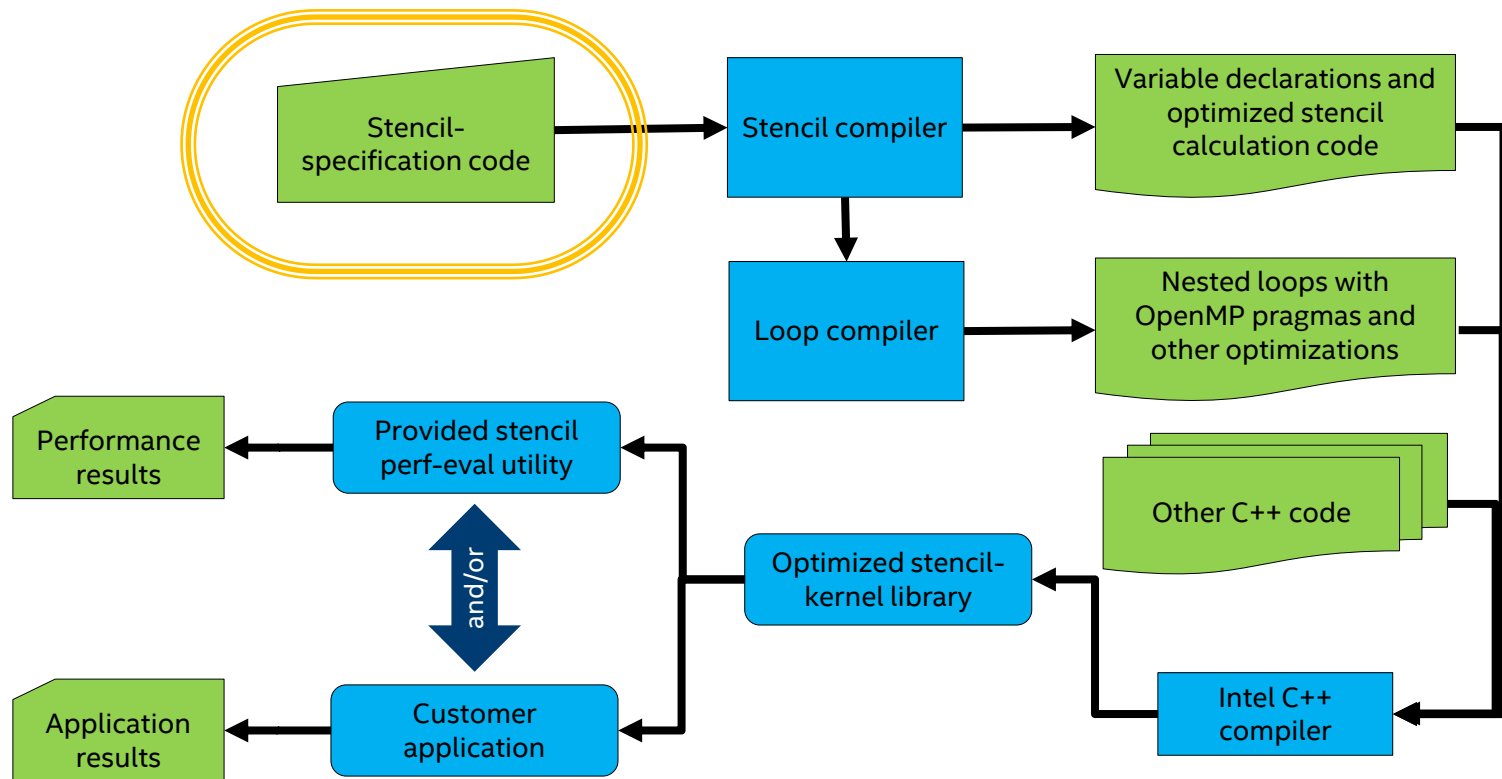 Stencil-
specification code
Stencil compiler
Variable declarations and
optimized stencil
calculation code
Loop compiler
Nested loops with
OpenMP pragmas and
other optimizations
Performance
results
Provided stencil
perf-eval utility
Other C++ code
and/or
Optimized stencil-
kernel library
Application
results
Customer
application
Intel C++
compiler